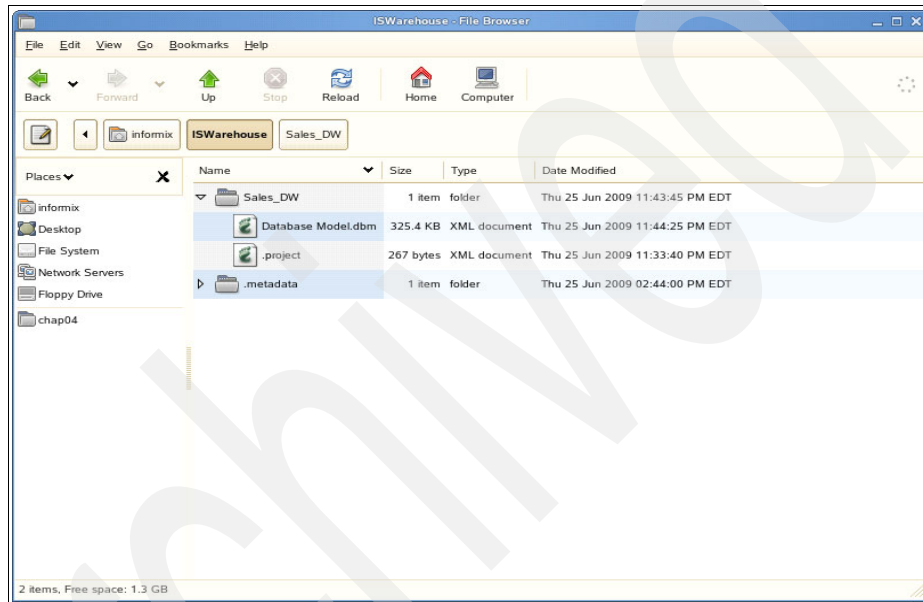 ISWarehouse - File Browser
File Edit View Go Bookmarks Help
Back Forward Up Stop Reload Home Computer
informix ISWarehouse Sales_DW
Places
Name Size Type Date Modified
informix
Desktop
File System
Network Servers
Floppy Drive
chap04
Sales_DW 1 item folder Thu 25 Jun 2009 11:43:45 PM EDT
Database Model.dbm 325.4 KB XML document Thu 25 Jun 2009 11:44:25 PM EDT
.project 267 bytes XML document Thu 25 Jun 2009 11:33:40 PM EDT
.metadata 1 item folder Thu 25 Jun 2009 02:44:00 PM EDT
2 items, Free space: 1.3 GB
chived